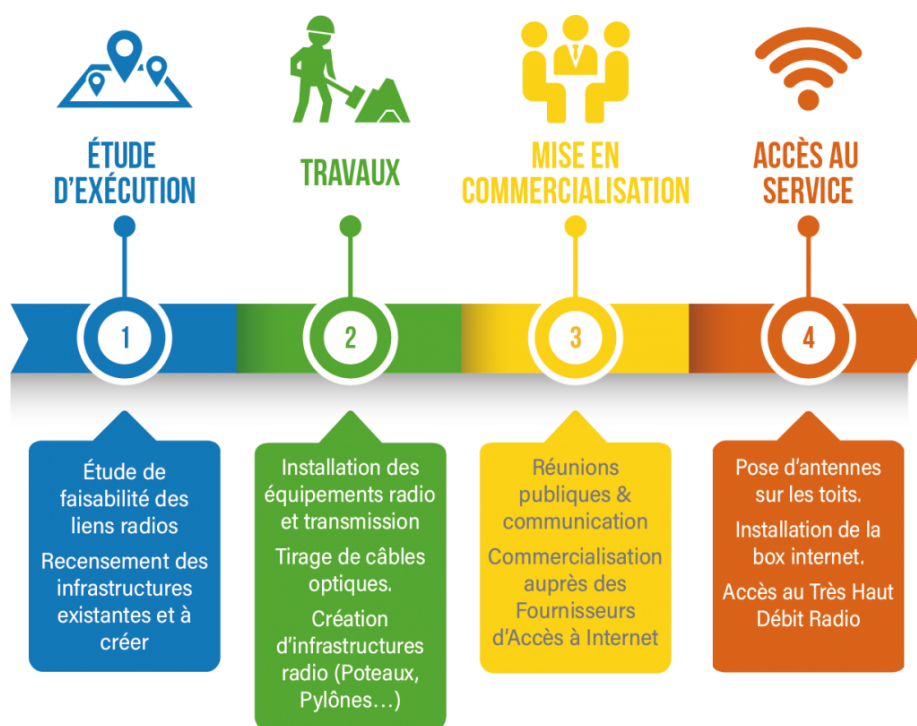 ÉTUDE
D'EXÉCUTION
TRAVAUX
MISE EN
COMMERCIALISATION
ACCÈS AU
SERVICE
1
2
3
4
Étude de
faisabilité des
liens radios
Recensement des
infrastructures
existantes et à
créer
Installation des
équipements radio
et transmission
Tirage de câbles
optiques.
Création
d'infrastructures
radio (Poteaux,
Pylônes...)
Réunions
publiques &
communication
Commercialisation
auprès des
Fournisseurs
d'Accès à Internet
Pose d'antennes
sur les toits.
Installation de la
box internet.
Accès au Très Haut
Débit Radio